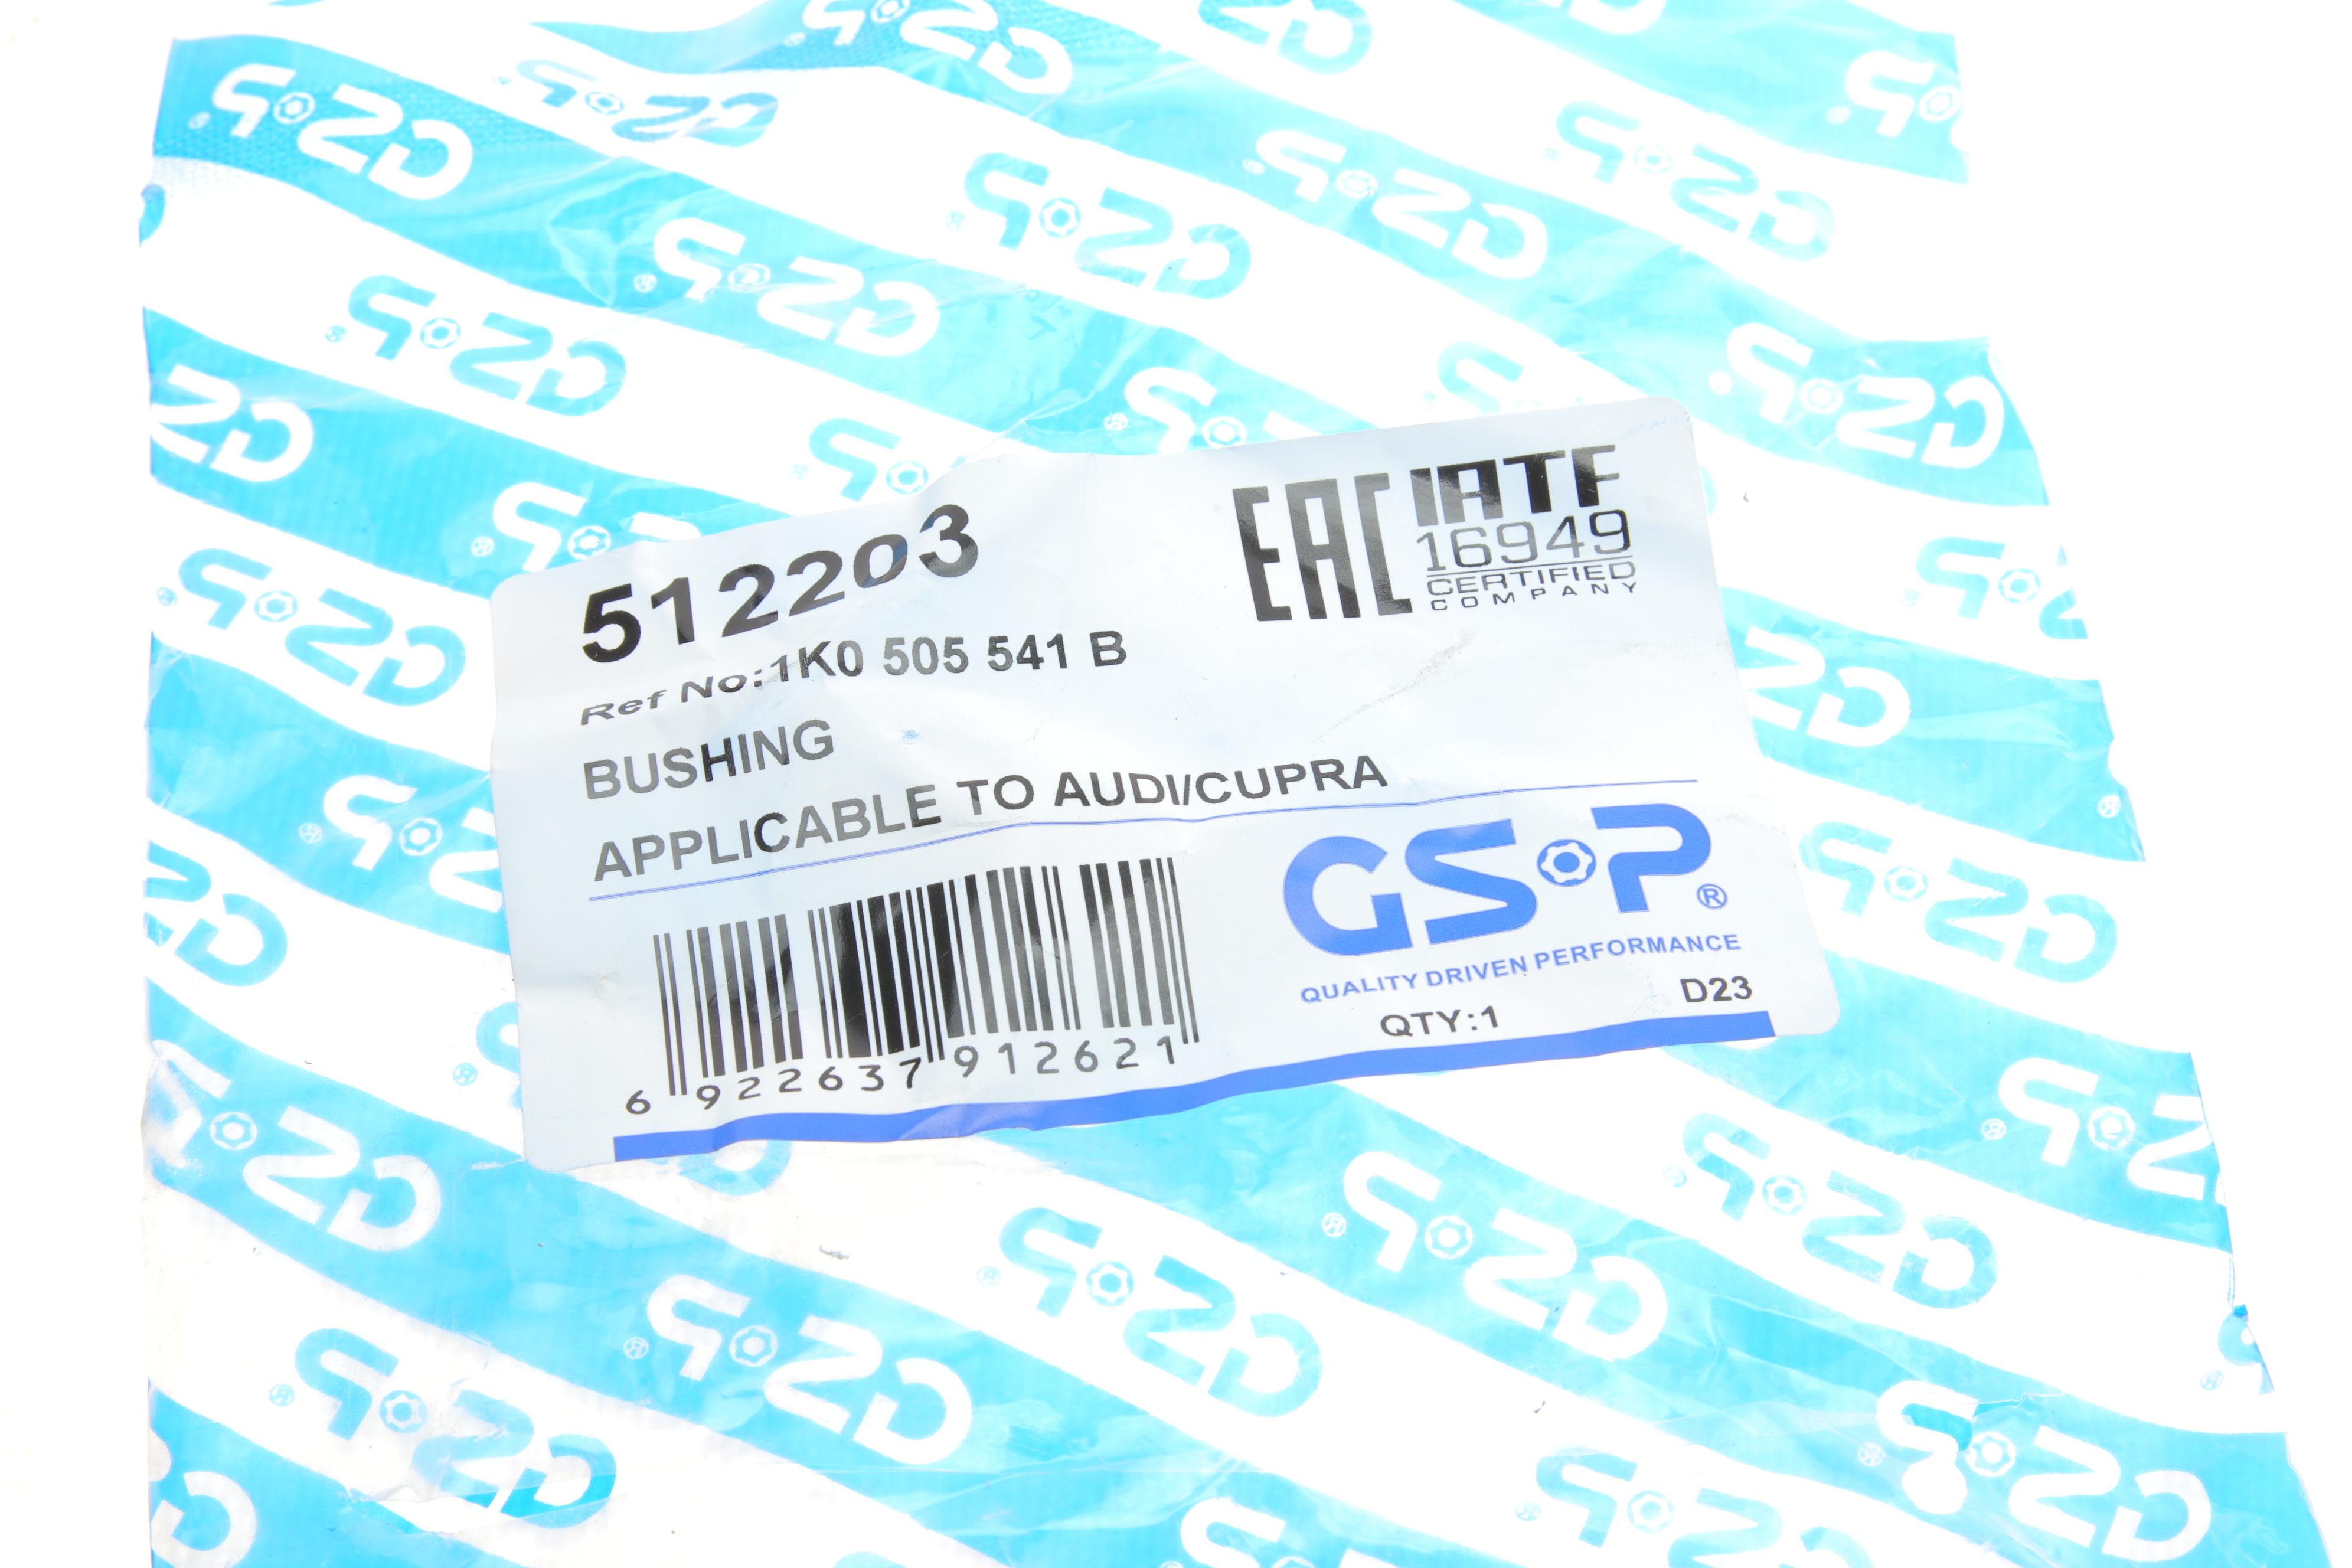 512203
Ref No:1K0 505 541 B
BUSHING
APPLICABLE TO AUDI/CUPRA
EAC
IATF
16949
CERTIFIED
COMPANY
GSP®
QUALITY DRIVEN PERFORMANCE
D23
QTY:1
6 922637 912621